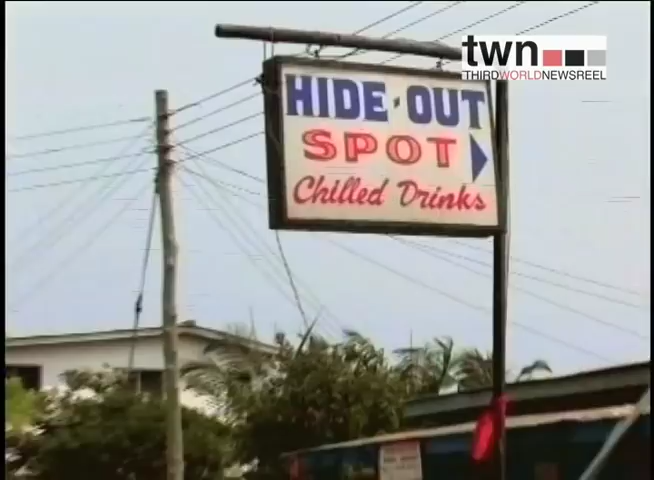 twn
THIRDWORLDNEWSREEL
HIDE-OUT
SPOT
Chilled Drinks